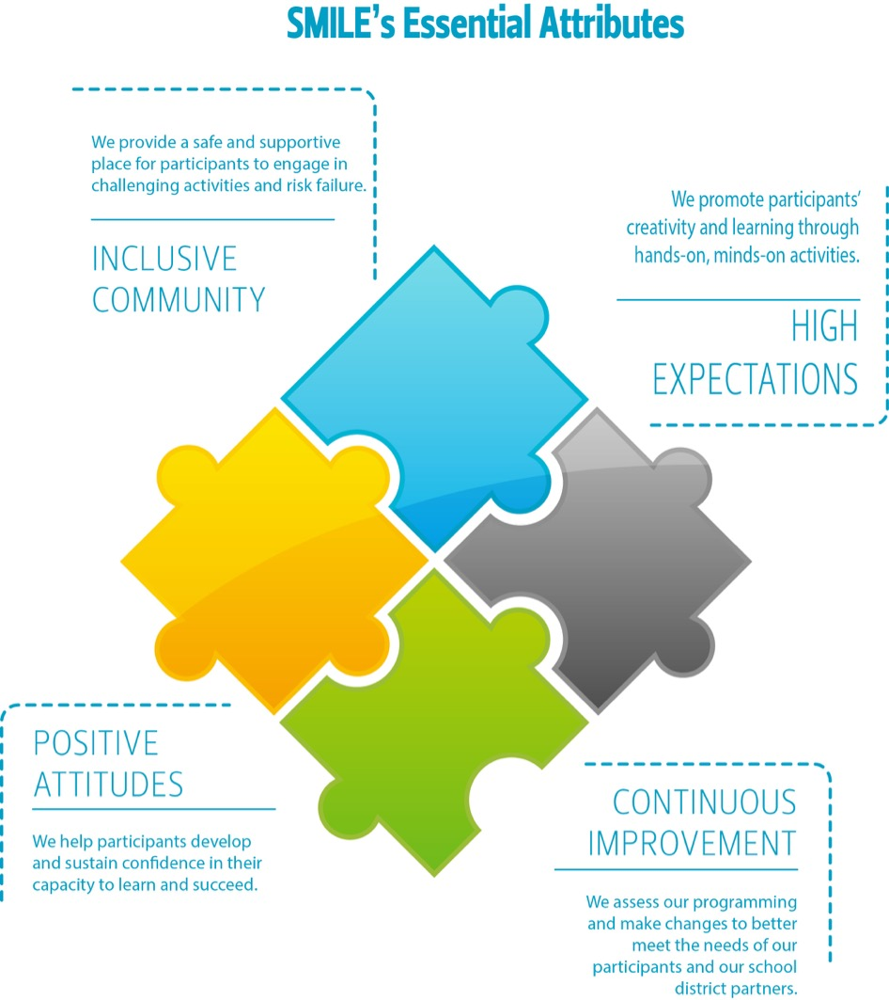 SMILE’s Essential Attributes
We provide a safe and supportive
place for participants to engage in
challenging activities and risk failure.
INCLUSIVE
COMMUNITY
We promote participants’
creativity and learning through
hands-on, minds-on activities.
HIGH
EXPECTATIONS
POSITIVE
ATTITUDES
We help participants develop
and sustain confidence in their
capacity to learn and succeed.
CONTINUOUS
IMPROVEMENT
We assess our programming
and make changes to better
meet the needs of our
participants and our school
district partners.